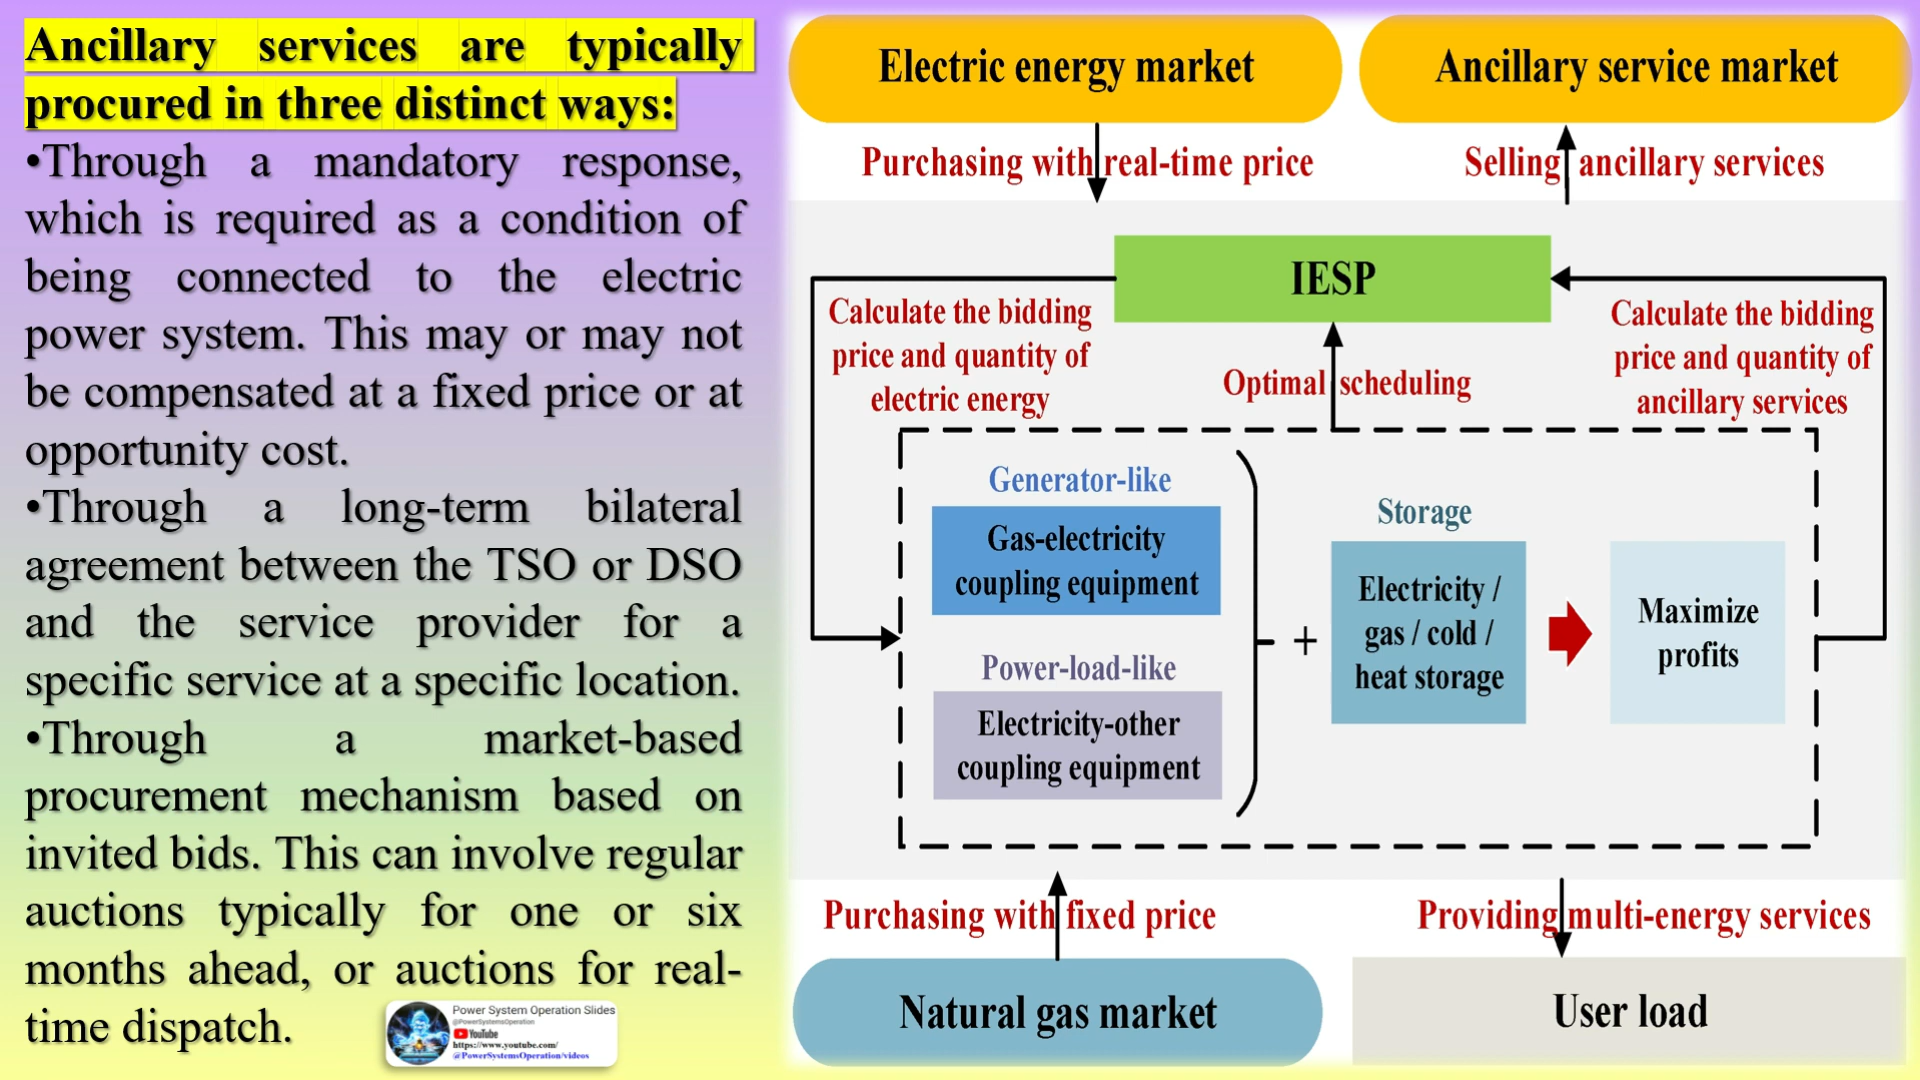 Ancillary services are typically
procured in three distinct ways:
•Through a mandatory response,
which is required as a condition of
being connected to the electric
power system. This may or may not
be compensated at a fixed price or at
opportunity cost.
•Through a long-term bilateral
agreement between the TSO or DSO
and the service provider for a
specific service at a specific location.
•Through a market-based
procurement mechanism based on
invited bids. This can involve regular
auctions typically for one or six
months ahead, or auctions for real-
time dispatch.
Power System Operation Slides
@PowerSystemsOperation
YouTube
https://www.youtube.com/
@PowerSystemsOperation/videos
Electric energy market
Ancillary service market
Purchasing with real-time price
Selling ancillary services
IESP
Calculate the bidding
price and quantity of
electric energy
Optimal scheduling
Calculate the bidding
price and quantity of
ancillary services
Generator-like
Gas-electricity
coupling equipment
Power-load-like
Electricity-other
coupling equipment
+
Storage
Electricity /
gas / cold /
heat storage
Maximize
profits
Purchasing with fixed price
Providing multi-energy services
Natural gas market
User load